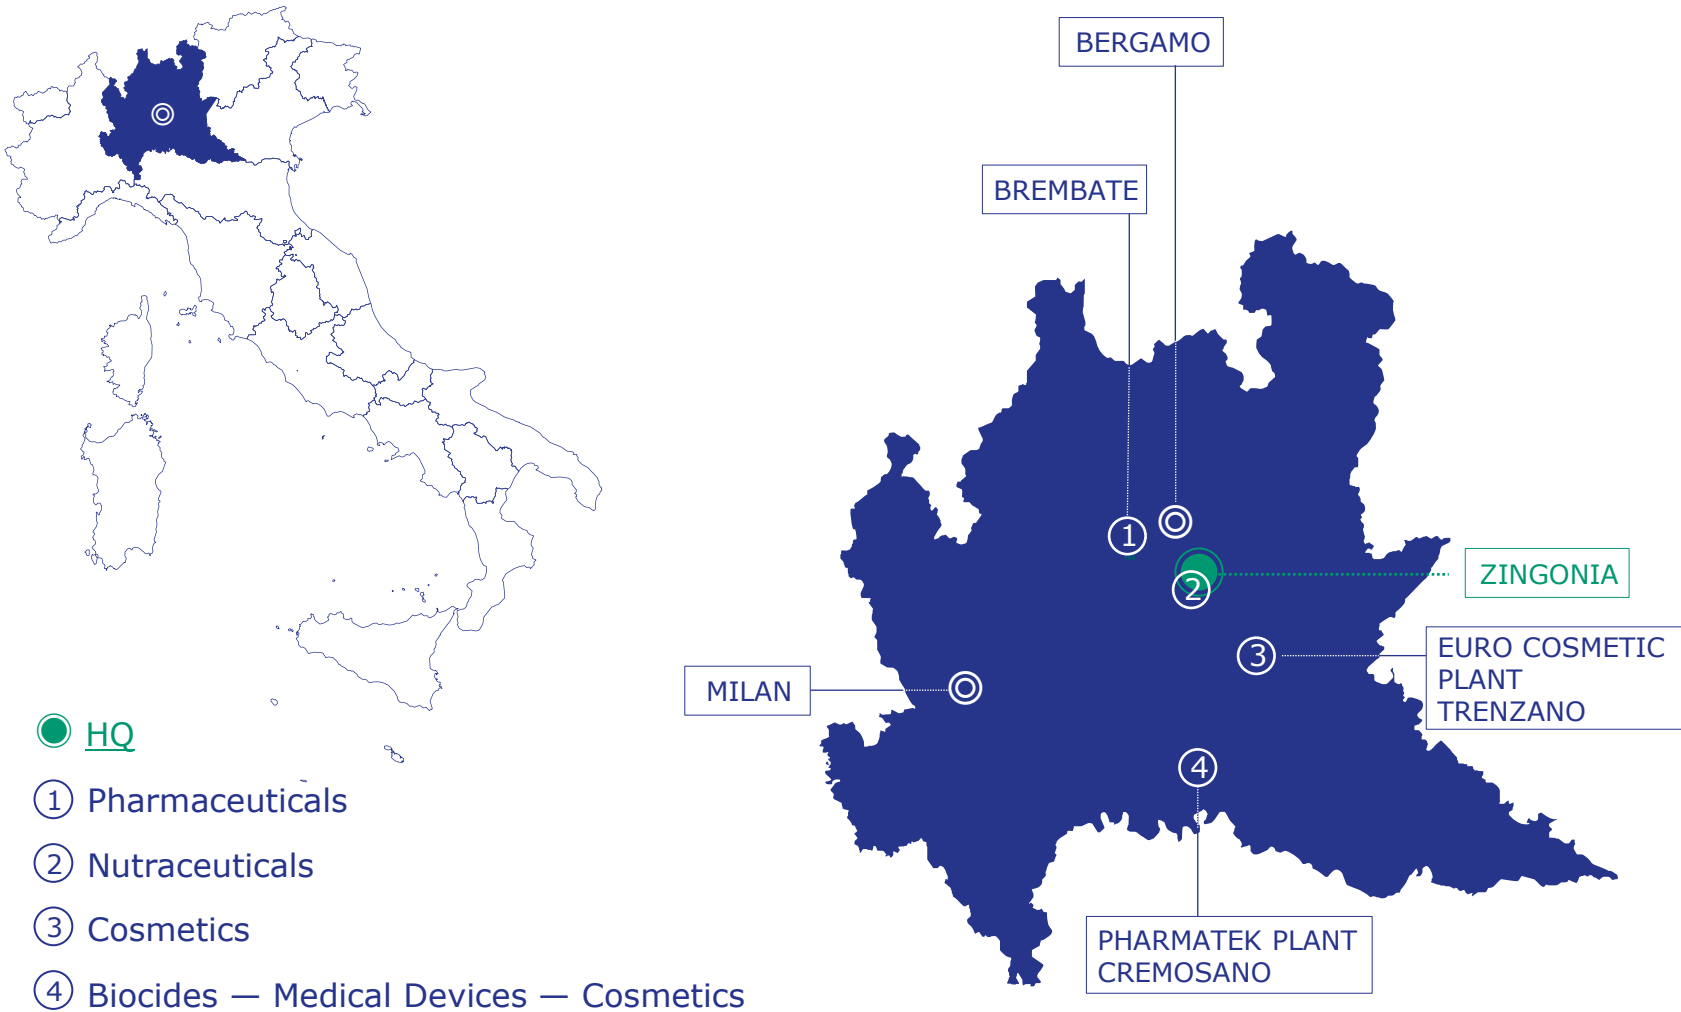 BERGAMO
BREMBATE
1
2
ZINGONIA
3
EURO COSMETIC
PLANT
TRENZANO
MILAN
4
PHARMATEK PLANT
CREMOSANO
HQ
1 Pharmaceuticals
2 Nutraceuticals
3 Cosmetics
4 Biocides — Medical Devices — Cosmetics